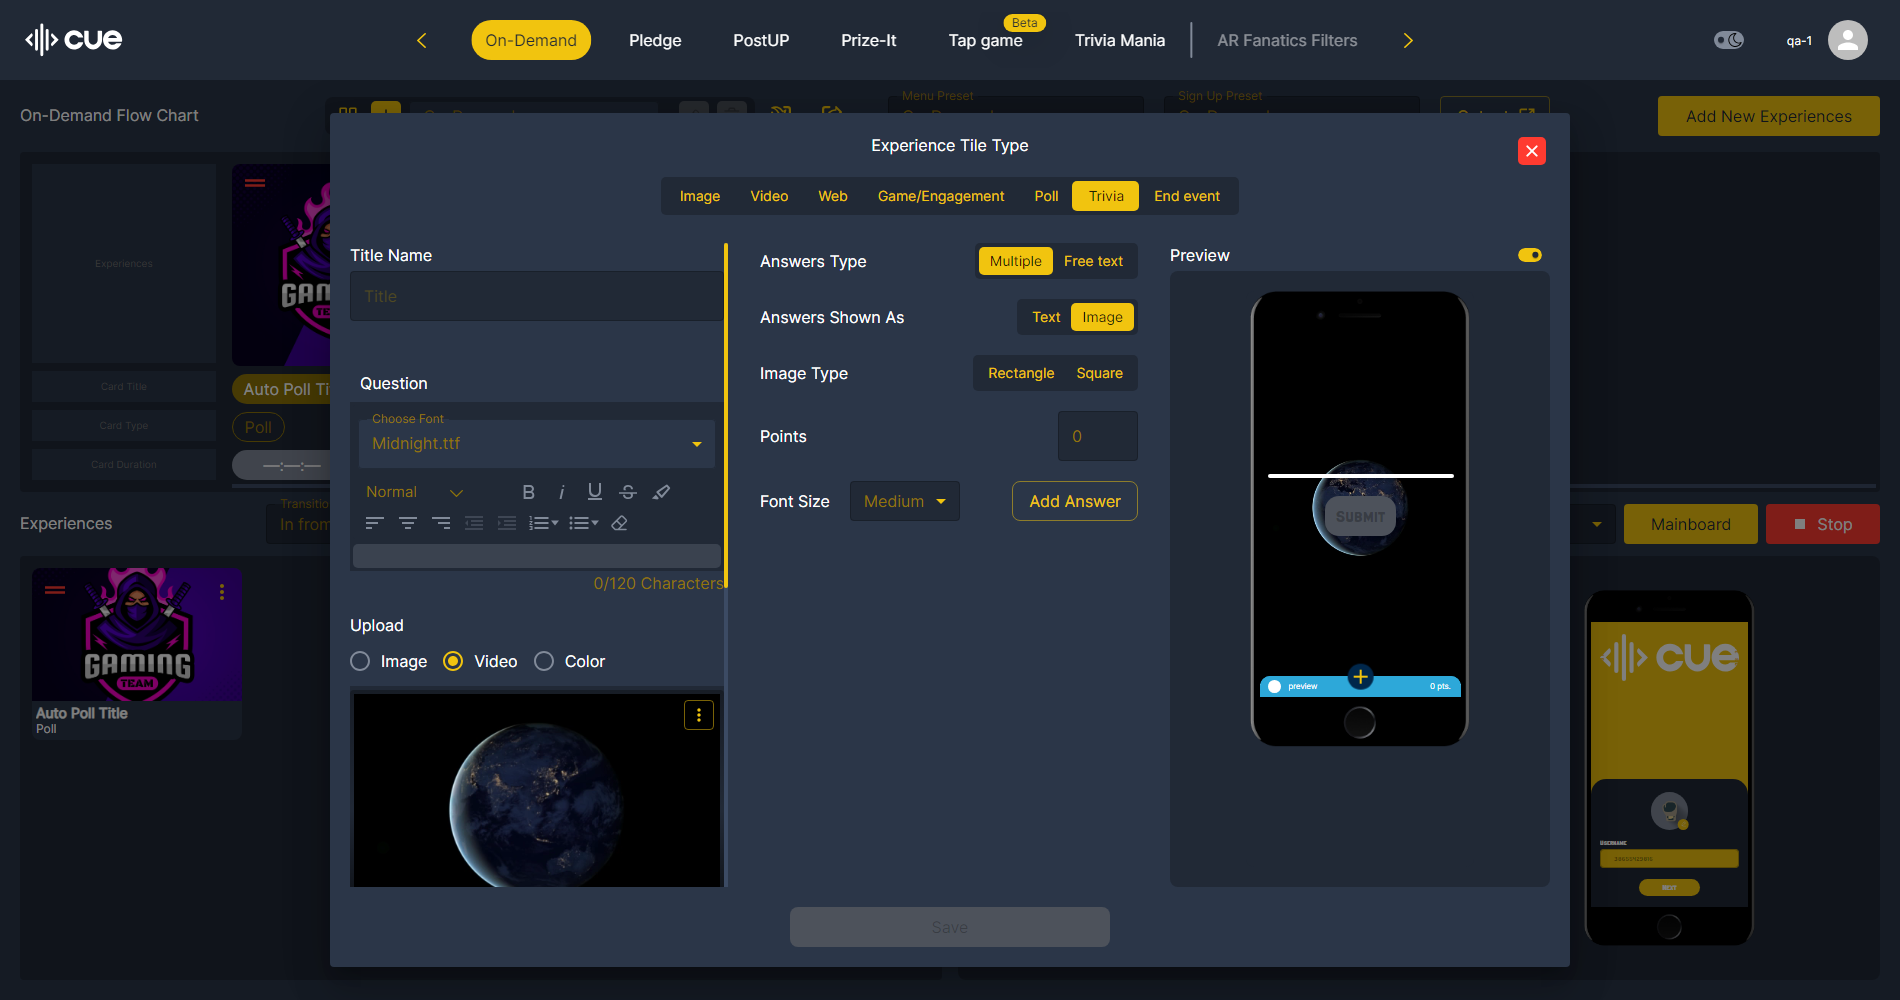 cue
On-Demand
Pledge
PostUP
Prize-It
Beta
Tap game
Trivia Mania
AR Fanatics Filters
qa-1
On-Demand Flow Chart
Menu Preset
Sign Up Preset
Add New Experiences
Experience Tile Type
Image
Video
Web
Game/Engagement
Poll
Trivia
End event
Experiences
Card Title
Card Type
Card Duration
GAM
TE
Auto Poll Ti
Poll
—:—:—
Transitio
In from
Title Name
Title
Question
Choose Font
Midnight.ttf
Normal
B i U S
0/120 Characters
Upload
Image
Video
Color
Answers Type
Multiple
Free text
Answers Shown As
Text
Image
Image Type
Rectangle
Square
Points
0
Font Size
Medium
Add Answer
Preview
SUBMIT
preview
0 pts.
Save
Experiences
GAMING
TEAM
Auto Poll Title
Poll
Mainboard
Stop
cue
USERNAME
NEXT